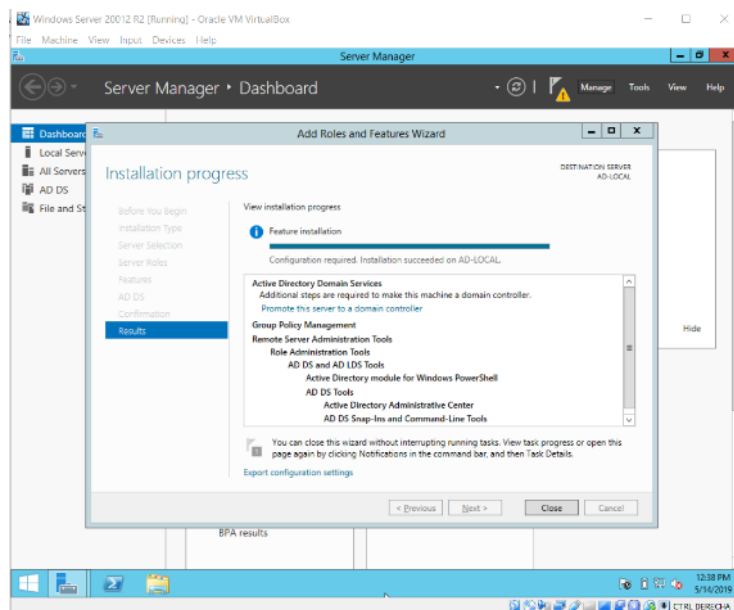 Windows Server 20012 R2 [Running] - Oracle VM VirtualBox
File Machine View Input Devices Help
Server Manager
Server Manager • Dashboard
Manage Tools View Help
Dashboard
Local Serv
All Servers
AD DS
File and St
Add Roles and Features Wizard
Installation progress
DESTINATION SERVER
AD-LOCAL
Before You Begin
Installation Type
Server Selection
Server Roles
Features
AD DS
Confirmation
Results
View installation progress
Feature installation
Configuration required. Installation succeeded on AD-LOCAL.
Active Directory Domain Services
Additional steps are required to make this machine a domain controller.
Promote this server to a domain controller
Group Policy Management
Remote Server Administration Tools
Role Administration Tools
AD DS and AD LDS Tools
Active Directory module for Windows PowerShell
AD DS Tools
Active Directory Administrative Center
AD DS Snap-Ins and Command-Line Tools
You can close this wizard without interrupting running tasks. View task progress or open this
page again by clicking Notifications in the command bar, and then Task Details.
Export configuration settings
< Previous Next > Close Cancel
Hide
BPA results
12:38 PM
5/14/2019
CTRL DERECHA